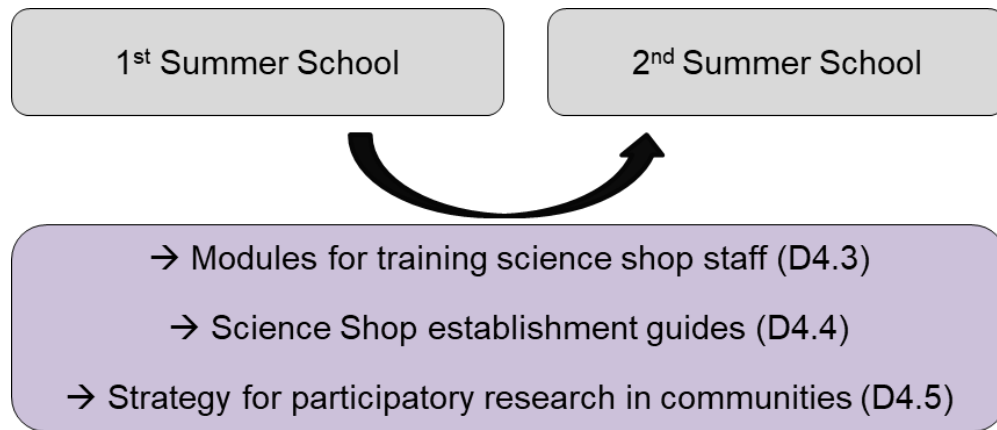 1st Summer School
2nd Summer School
→ Modules for training science shop staff (D4.3)
→ Science Shop establishment guides (D4.4)
→ Strategy for participatory research in communities (D4.5)